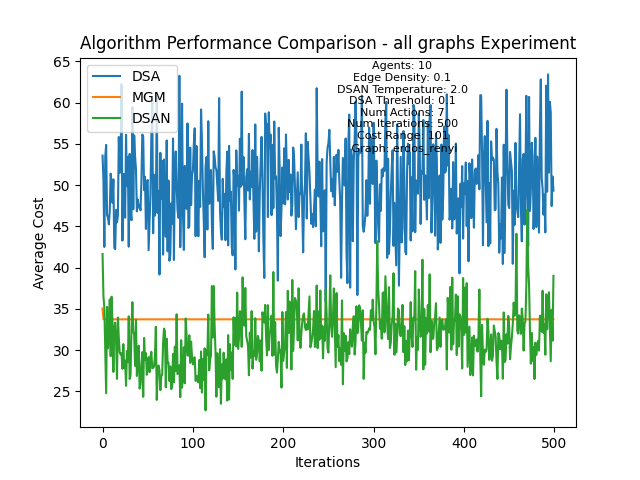 Algorithm Performance Comparison - all graphs Experiment
65
60
55
50
45
40
35
30
25
Average Cost
DSA
MGM
DSAN
Agents: 10
Edge Density: 0.1
DSAN Temperature: 2.0
DSA Threshold: 0.1
Num Actions: 7
Num Iterations: 500
Cost Range: 101
Graph: erdos_renyi
0
100
200
300
400
500
Iterations